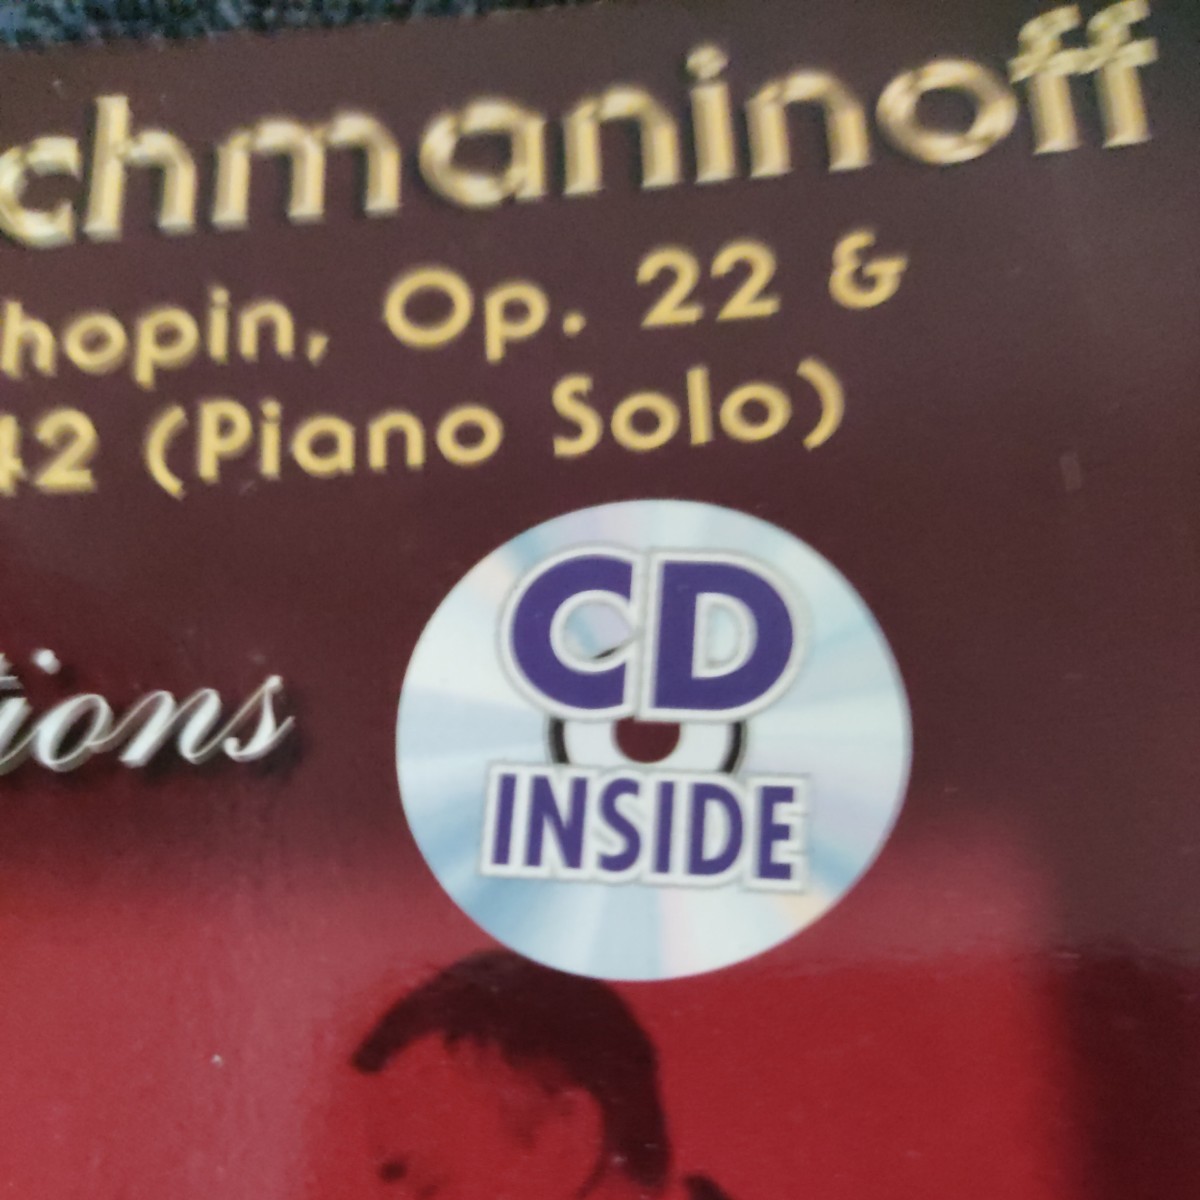 chmaninoff
hopin, Op. 22 &
42 (Piano Solo)
tions
CD
INSIDE